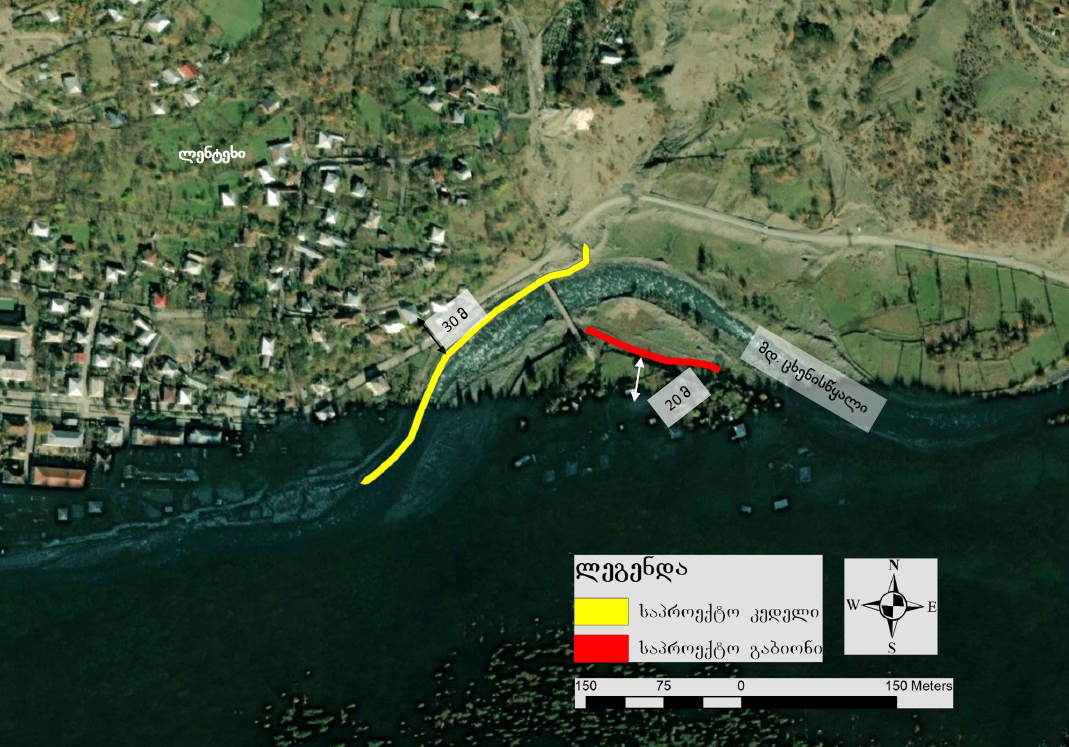 ლენტეხი
30 მ
მდ. ცხენისწყალი
20 მ
ლეგენდა
საპროექტო კედელი
საპროექტო გაბიონი
N
W E
S
150 75 0 150 Meters